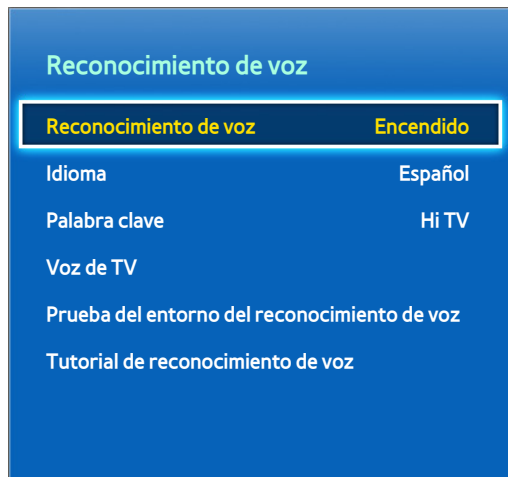 Reconocimiento de voz
Reconocimiento de voz Encendido
Idioma Español
Palabra clave Hi TV
Voz de TV
Prueba del entorno del reconocimiento de voz
Tutorial de reconocimiento de voz